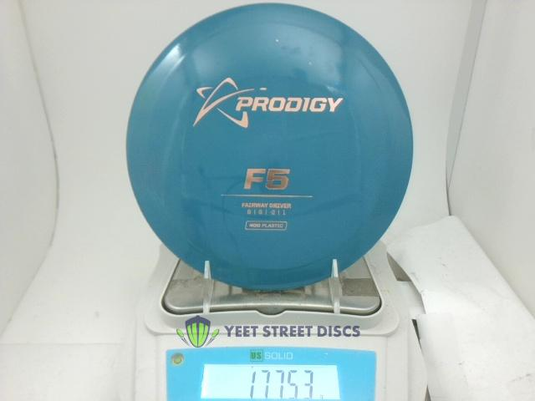 PRODIGY
F5
FAIRWAY DRIVER
400 PLASTIC
YEET STREET DISCS
US SOLID
177.53